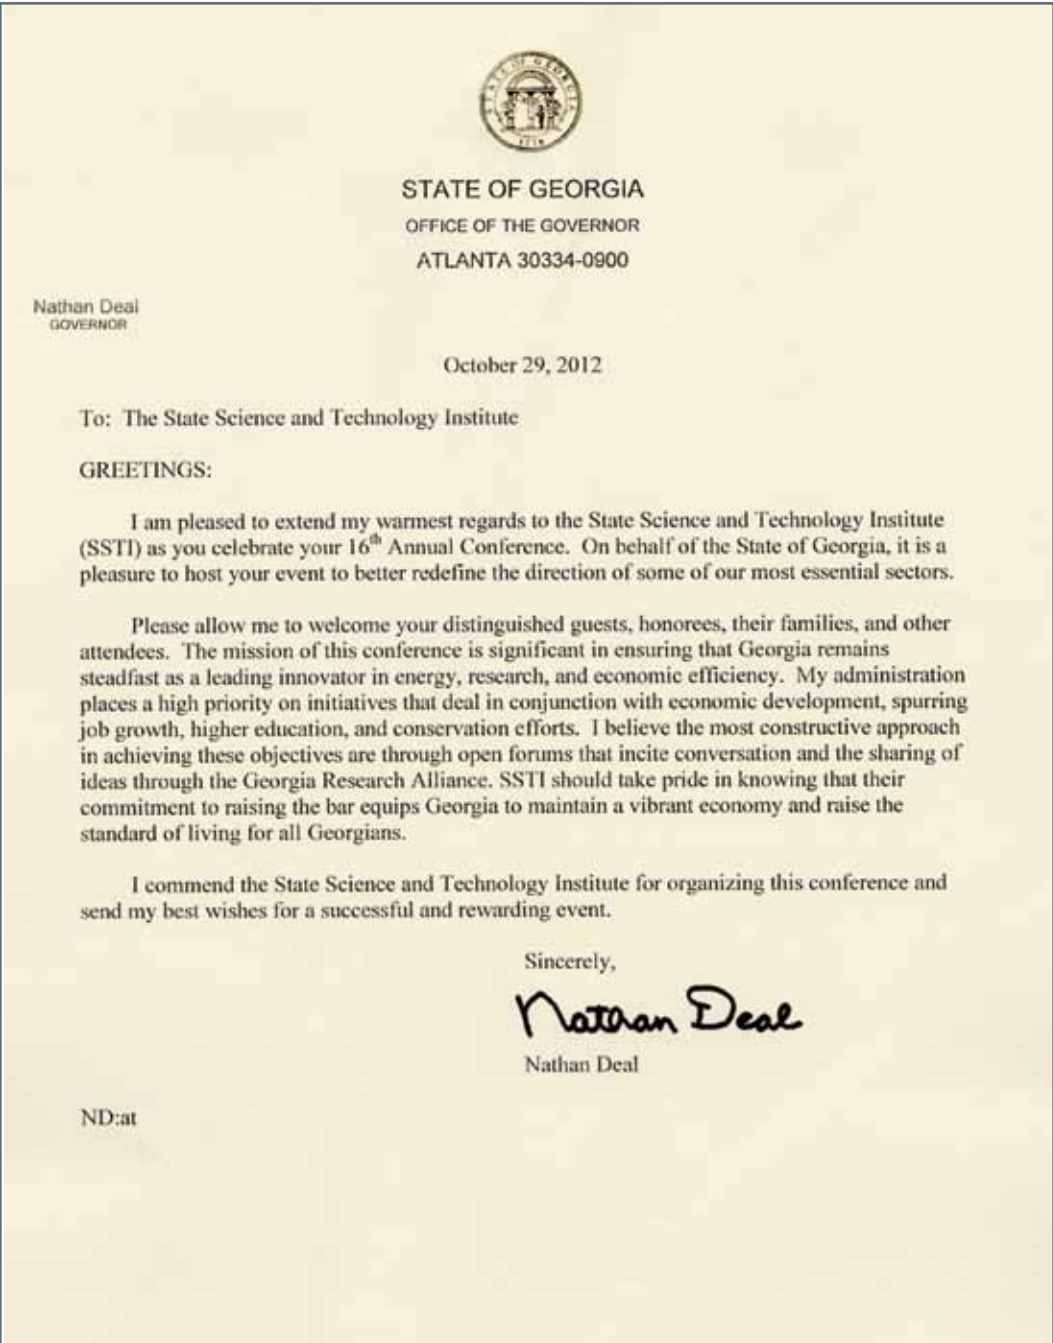 STATE OF GEORGIA
1776
STATE OF GEORGIA
OFFICE OF THE GOVERNOR
ATLANTA 30334-0900
Nathan Deal
GOVERNOR
October 29, 2012
To: The State Science and Technology Institute
GREETINGS:
I am pleased to extend my warmest regards to the State Science and Technology Institute
(SSTI) as you celebrate your 16th Annual Conference. On behalf of the State of Georgia, it is a
pleasure to host your event to better redefine the direction of some of our most essential sectors.
Please allow me to welcome your distinguished guests, honorees, their families, and other
attendees. The mission of this conference is significant in ensuring that Georgia remains
steadfast as a leading innovator in energy, research, and economic efficiency. My administration
places a high priority on initiatives that deal in conjunction with economic development, spurring
job growth, higher education, and conservation efforts. I believe the most constructive approach
in achieving these objectives are through open forums that incite conversation and the sharing of
ideas through the Georgia Research Alliance. SSTI should take pride in knowing that their
commitment to raising the bar equips Georgia to maintain a vibrant economy and raise the
standard of living for all Georgians.
I commend the State Science and Technology Institute for organizing this conference and
send my best wishes for a successful and rewarding event.
Sincerely,
Nathan Deal
Nathan Deal
ND:at